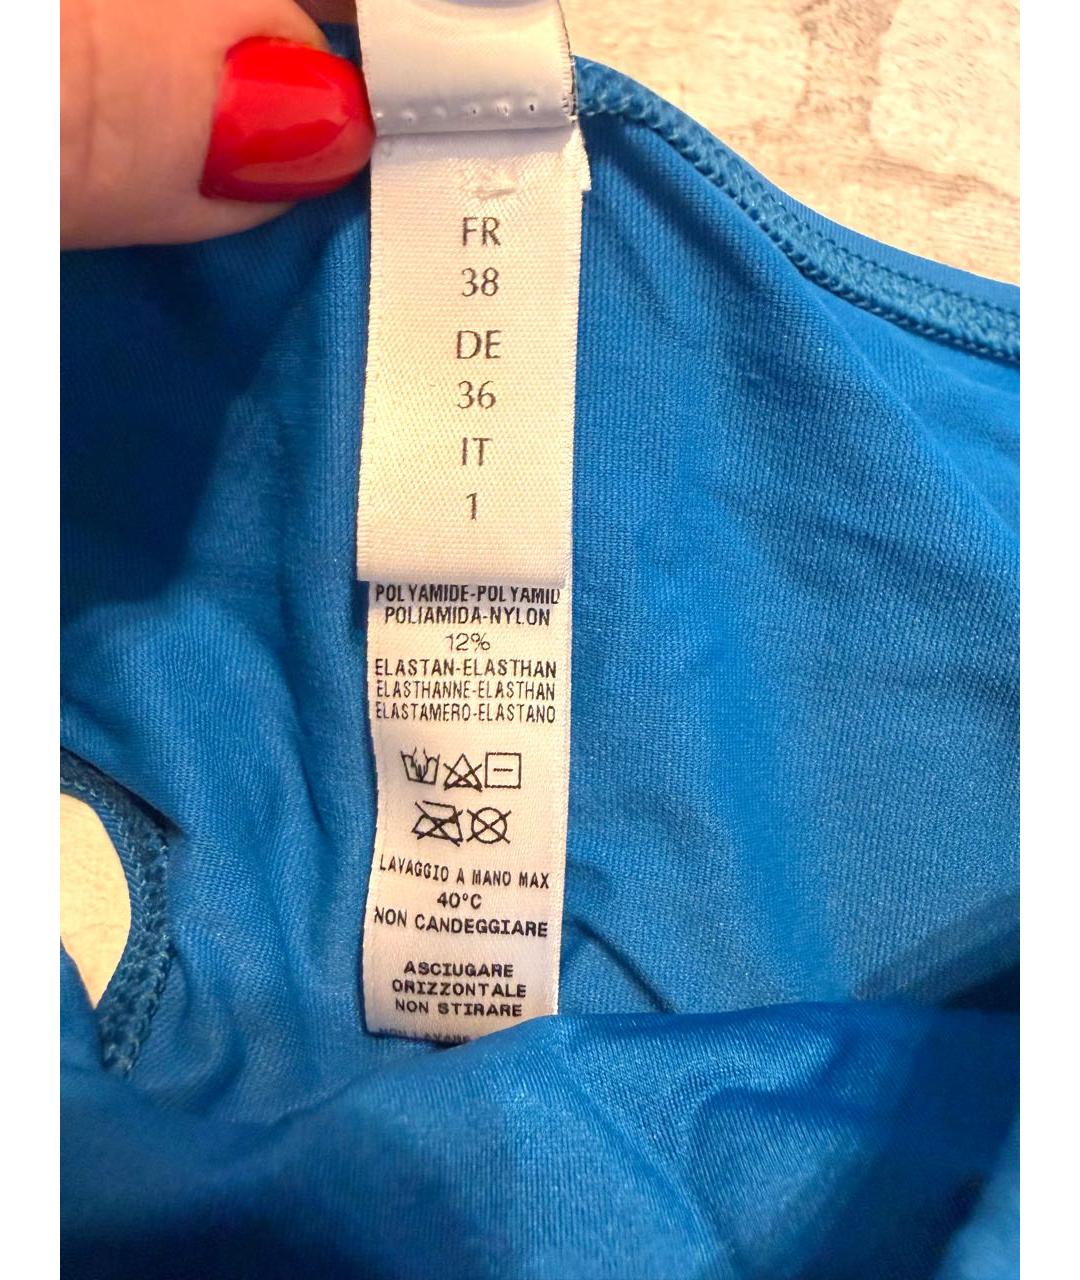 FR
38
DE
36
IT
1
POLYAMIDE-POLYAMID
POLIAMIDA-NYLON
12%
ELASTAN-ELASTHAN
ELASTHANNE-ELASTHAN
ELASTAMERO-ELASTANO
LAVAGGIO A MANO MAX
40°C
NON CANDEGGIARE
ASCIUGARE
ORIZZONTALE
NON STIRARE